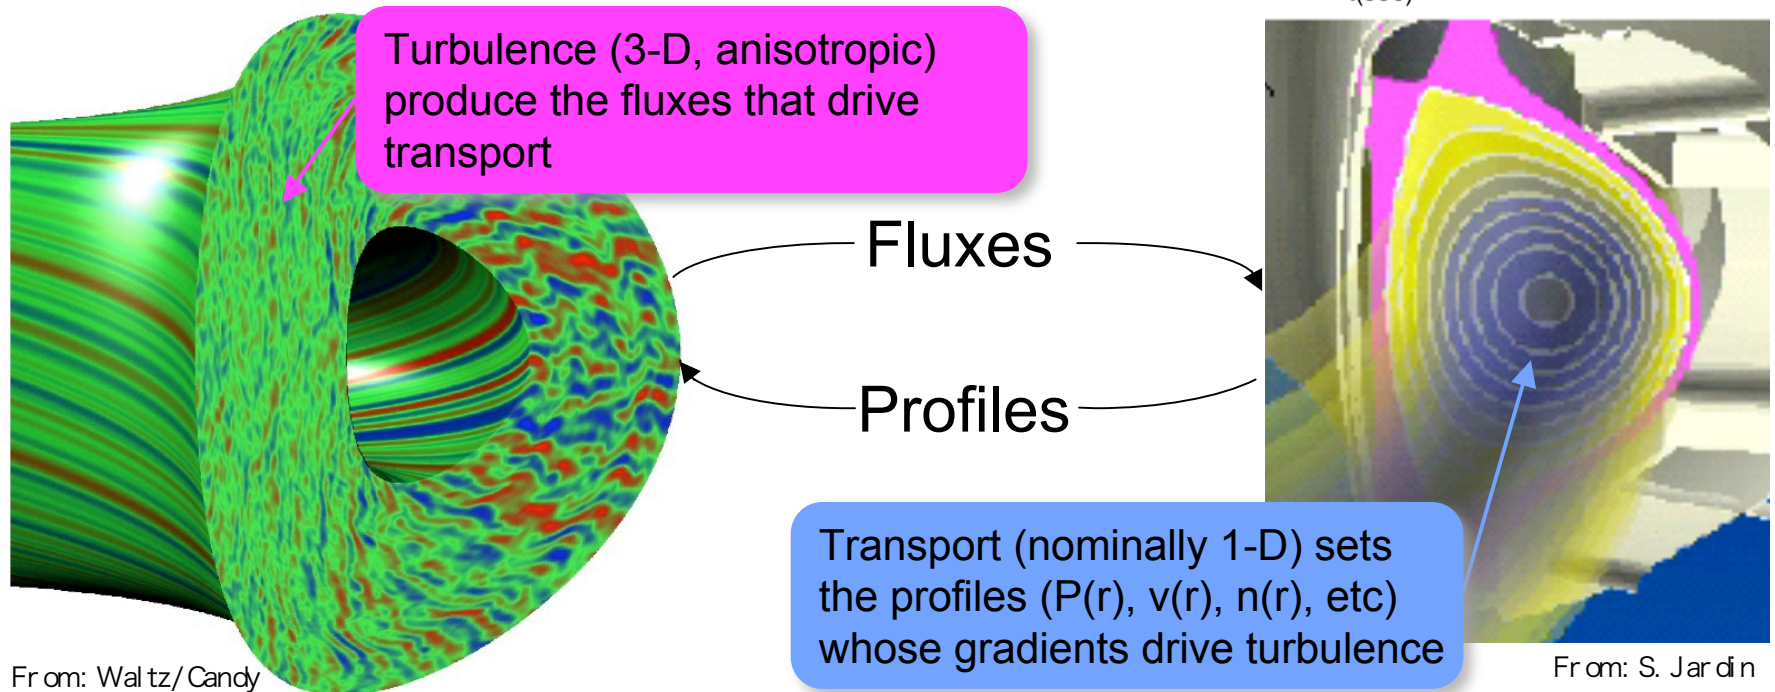 Turbulence (3-D, anisotropic)
produce the fluxes that drive
transport
Fluxes
Profiles
Transport (nominally 1-D) sets
the profiles (P(r), v(r), n(r), etc)
whose gradients drive turbulence
From: Waltz/Candy
From: S. Jardin